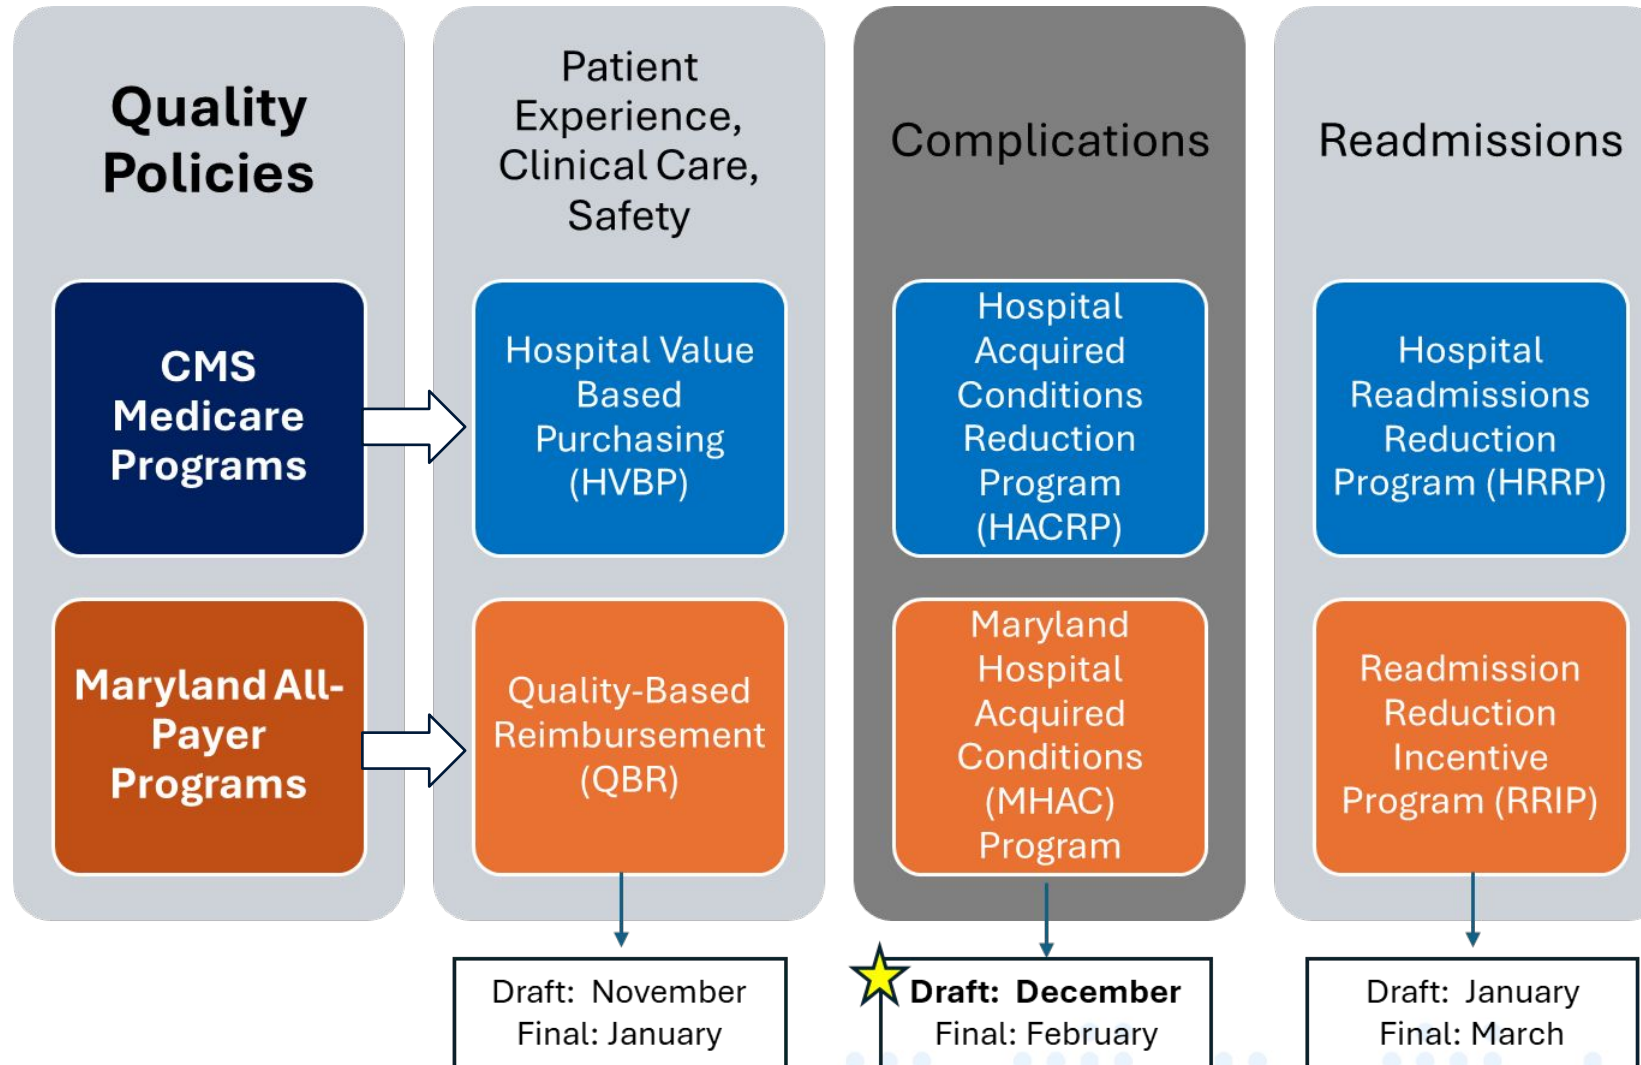 Quality
Policies
CMS
Medicare
Programs
Maryland All-
Payer
Programs
Patient
Experience,
Clinical Care,
Safety
Hospital Value
Based
Purchasing
(HVBP)
Quality-Based
Reimbursement
(QBR)
Draft:  November
Final: January
Complications
Hospital
Acquired
Conditions
Reduction
Program
(HACRP)
Maryland
Hospital
Acquired
Conditions
(MHAC)
Program
Draft:  December
Final: February
Readmissions
Hospital
Readmissions
Reduction
Program (HRRP)
Readmission
Reduction
Incentive
Program (RRIP)
Draft:  January
Final: March